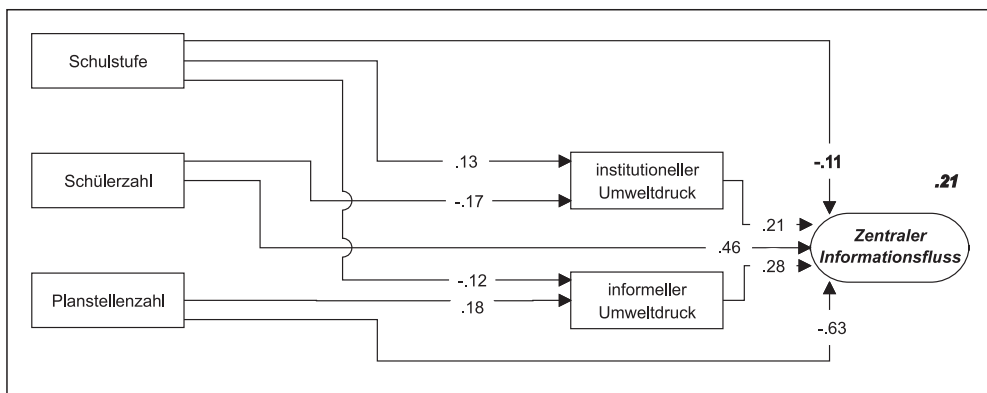 Schulstufe
.13
institutioneller
Umweltdruck
-.11
.21
Schülerzahl
-.17
.21
.46
Zentraler
Informationsfluss
.28
Planstellenzahl
-.12
.18
informeller
Umweltdruck
-.63